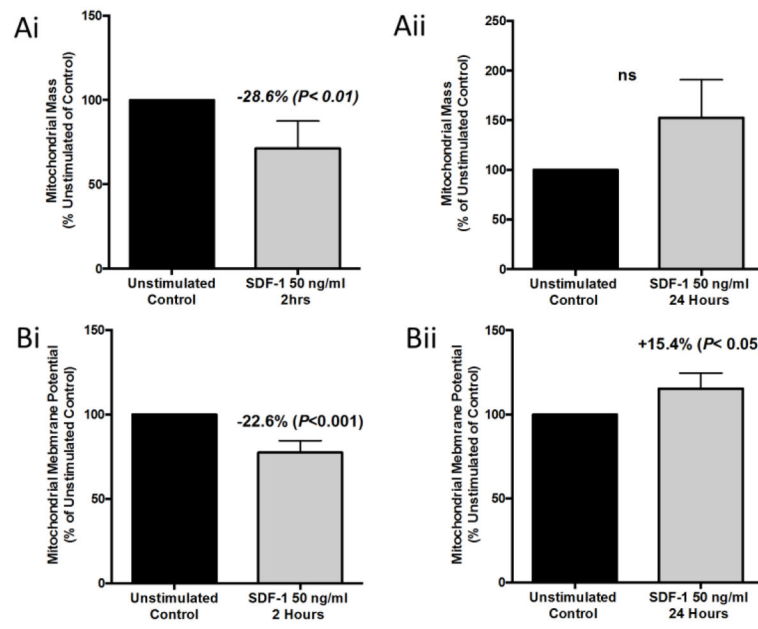 Ai
Mitochondrial Mass
(% Unstimulated of Control)
150
100
50
0
-28.6% (P< 0.01)
Unstimulated
Control
SDF-1 50 ng/ml
2hrs
Aii
Mitochondrial Mass
(% of Unstimulated Control)
250
200
150
100
50
0
ns
Unstimulated
Control
SDF-1 50 ng/ml
24 Hours
Bi
Mitochondrial Mebmrane Potential
(% of Unstimulated Control)
150
100
50
0
-22.6% (P<0.001)
Unstimulated
Control
SDF-1 50 ng/ml
2 Hours
Bii
Mitochondrial Mebmrane Potential
(% Unstimulated of Control)
150
100
50
0
+15.4% (P< 0.05
Unstimulated
Control
SDF-1 50 ng/ml
24 Hours